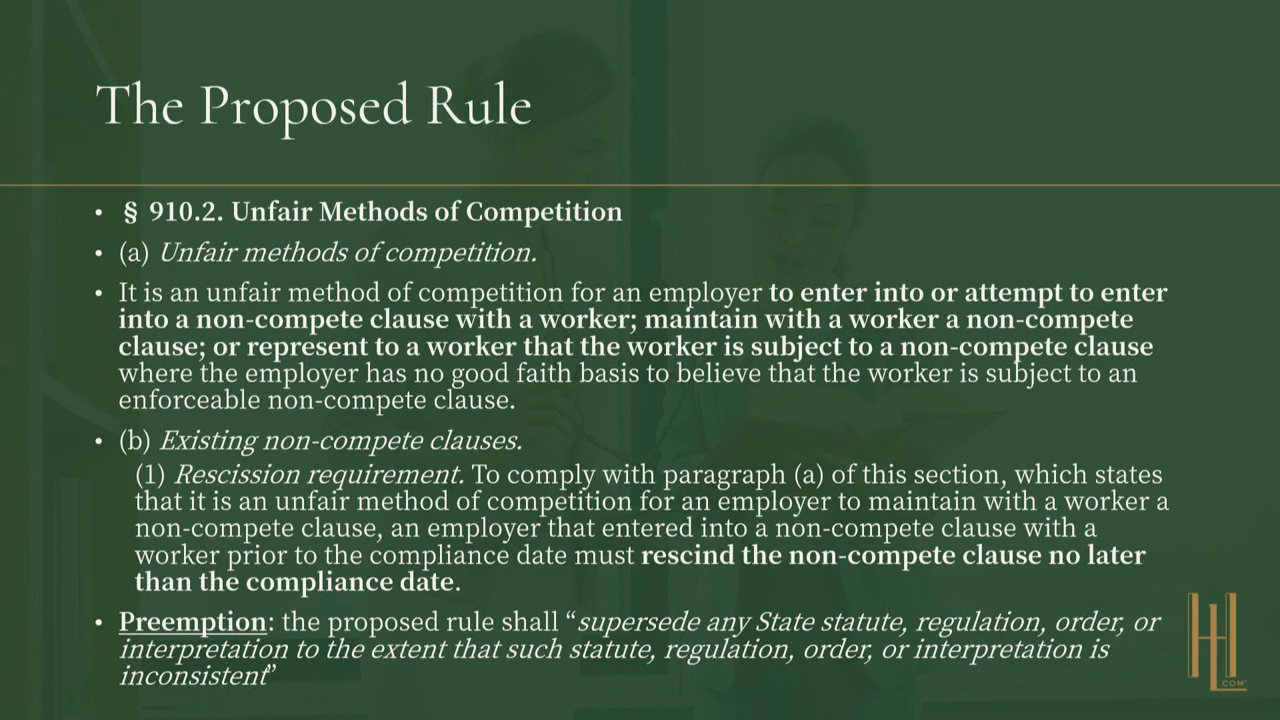 The Proposed Rule
• § 910.2. Unfair Methods of Competition
• (a) Unfair methods of competition.
• It is an unfair method of competition for an employer to enter into or attempt to enter
into a non-compete clause with a worker; maintain with a worker a non-compete
clause; or represent to a worker that the worker is subject to a non-compete clause
where the employer has no good faith basis to believe that the worker is subject to an
enforceable non-compete clause.
• (b) Existing non-compete clauses.
(1) Rescission requirement. To comply with paragraph (a) of this section, which states
that it is an unfair method of competition for an employer to maintain with a worker a
non-compete clause, an employer that entered into a non-compete clause with a
worker prior to the compliance date must rescind the non-compete clause no later
than the compliance date.
• Preemption: the proposed rule shall “supersede any State statute, regulation, order, or
interpretation to the extent that such statute, regulation, order, or interpretation is
inconsistent”
HL
.COM